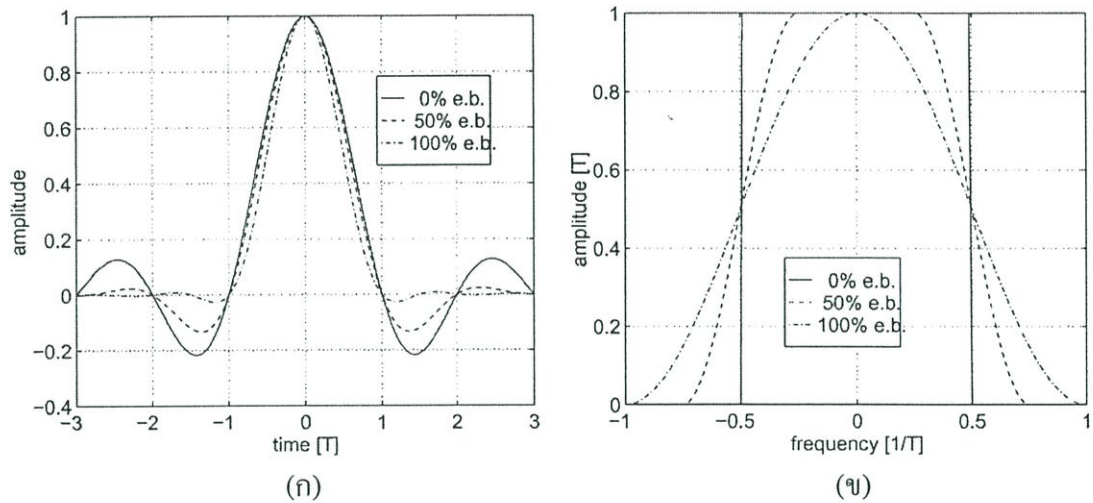 1
0.8
0.6
0.4
0.2
0
−0.2
−0.4
amplitude
−3
−2
−1
0
1
2
3
time [T]
0% e.b.
50% e.b.
100% e.b.
(ก)
1
0.8
0.6
0.4
0.2
0
amplitude [T]
−1
−0.5
0
0.5
1
frequency [1/T]
0% e.b.
50% e.b.
100% e.b.
(ข)